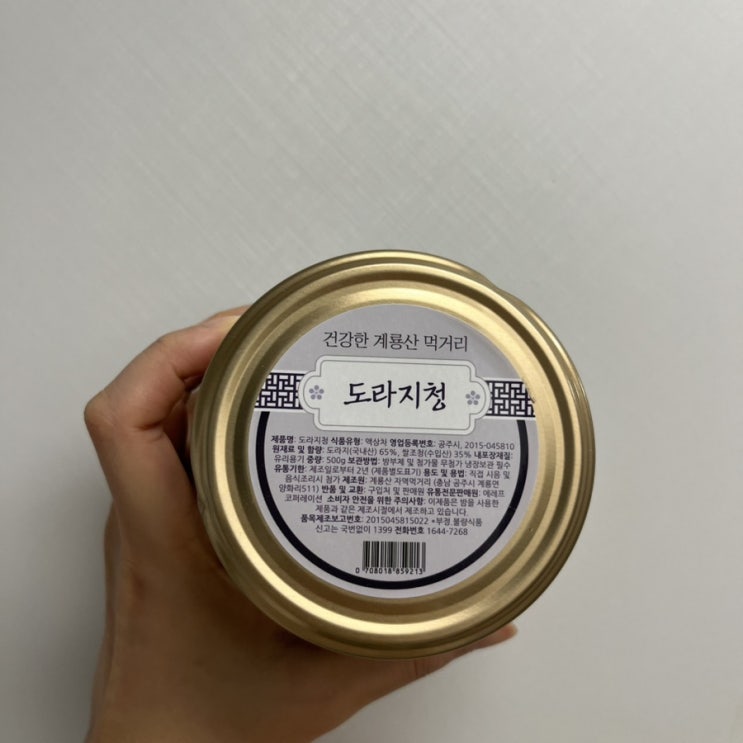 건강한 계룡산 먹거리
도라지청
제품명: 도라지청 식품유형: 액상차 영업등록번호: 공주시, 2015-045810
원재료 및 함량: 도라지(국내산) 65%, 쌀조청(수입산) 35% 내포장재질:
유리용기 중량: 500g 보관방법: 방부제 및 첨가물 무첨가 냉장보관 필수
유통기한: 제조일로부터 2년 (제품별도표기) 용도 및 용법: 직접 시음 및
음식조리시 첨가 제조원: 계룡산 자역먹거리 (충남 공주시 계룡면
양화리511) 반품 및 교환: 구입처 및 판매원 유통전문판매원: 에레프
코퍼레이션 소비자 안전을 위한 주의사항: 이제품은 밤을 사용한
제품과 같은 제조시절에서 제조하고 있습니다.
품목제조보고번호: 2015045815022 *부정.불량식품
신고는 국번없이 1399 전화번호 1644-7268
0 708018 859213